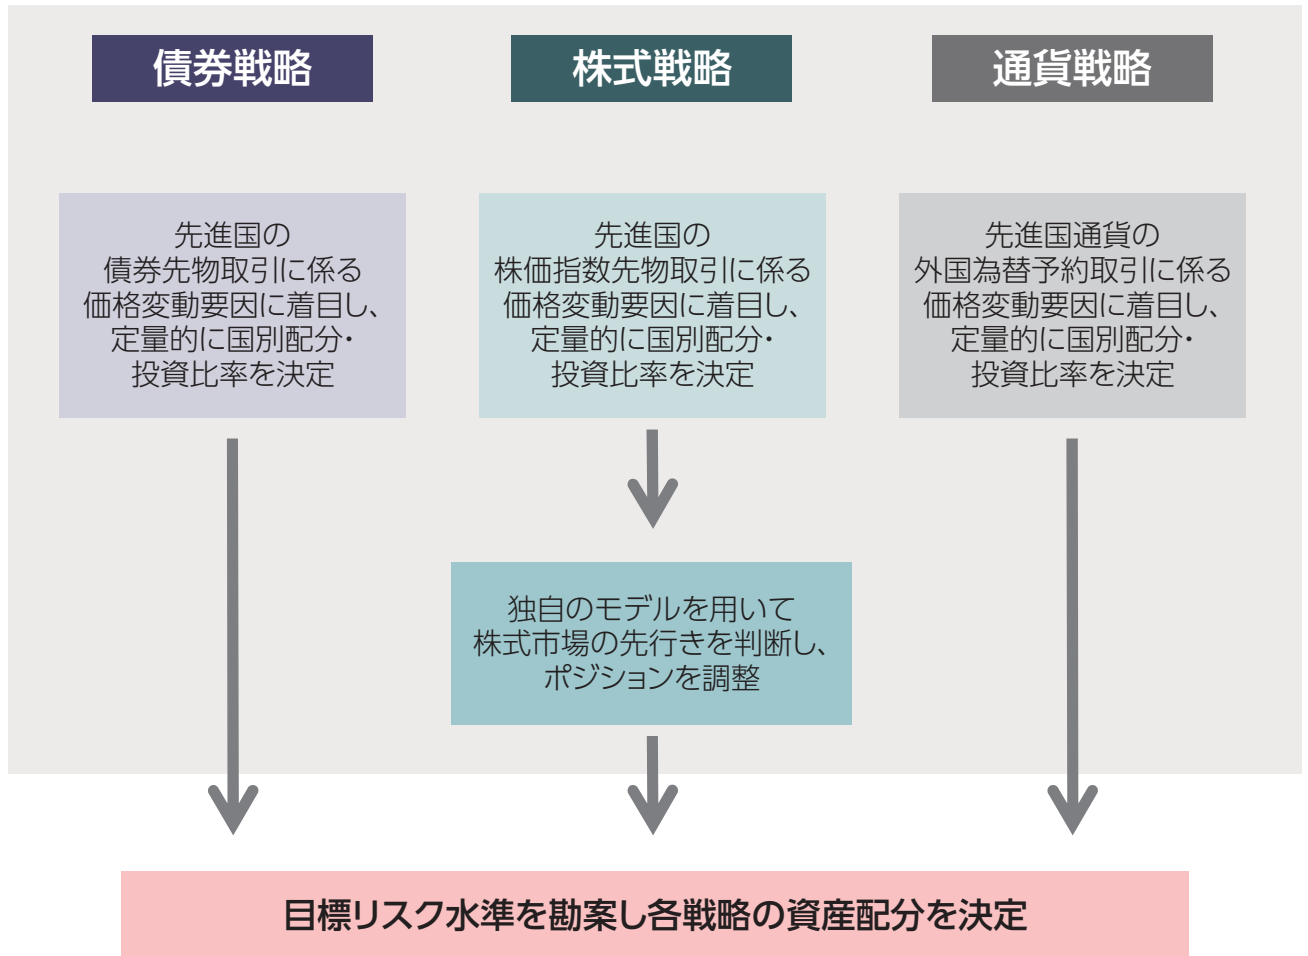 債券戦略
株式戦略
通貨戦略
先進国の
債券先物取引に係る
価格変動要因に着目し、
定量的に国別配分・
投資比率を決定
先進国の
株価指数先物取引に係る
価格変動要因に着目し、
定量的に国別配分・
投資比率を決定
先進国通貨の
外国為替予約取引に係る
価格変動要因に着目し、
定量的に国別配分・
投資比率を決定
独自のモデルを用いて
株式市場の先行きを判断し、
ポジションを調整
目標リスク水準を勘案し各戦略の資産配分を決定